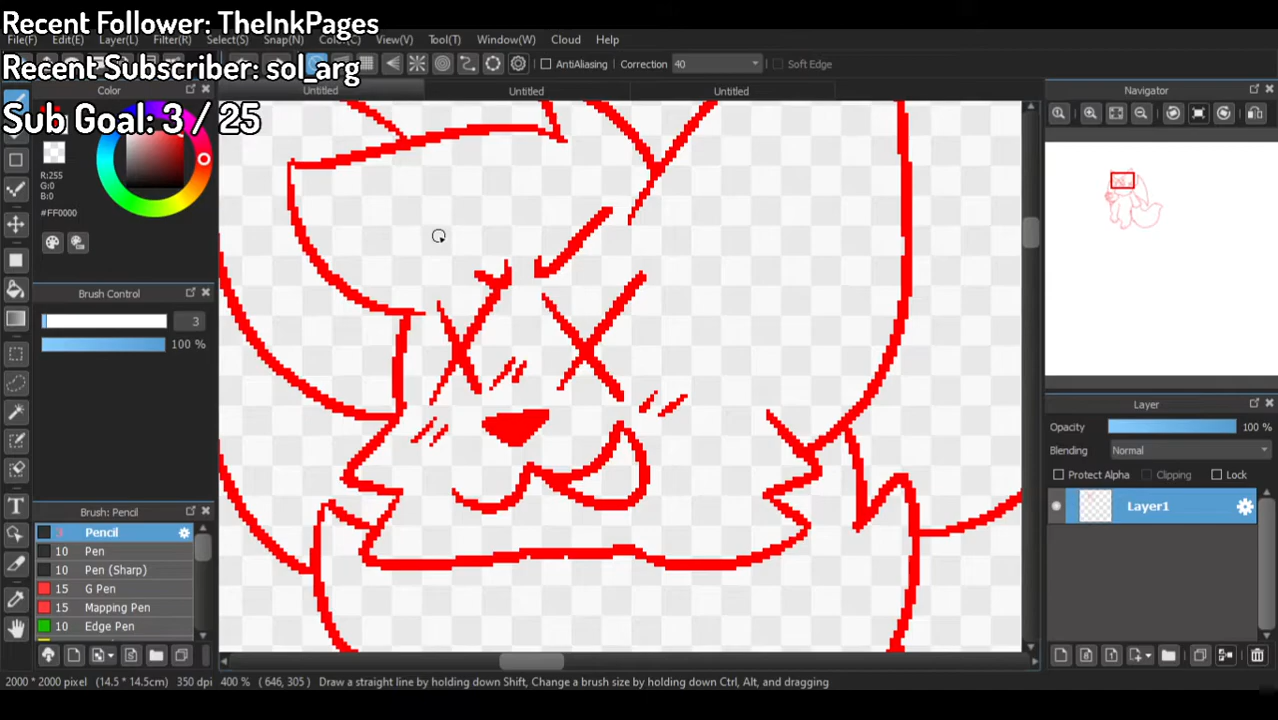 Recent Follower: TheInkPages
File(F) Edit(E) Layer(L) Filter(R) Select(S) Snap(N) Color(C) View(V) Tool(T) Window(W) Cloud Help
Recent Subscriber: sol_arg
AntiAliasing Correction 40 Soft Edge
Color Untitled Untitled Untitled Navigator
Sub Goal: 3 / 25
R:255
G:0
B:0
#FF0000
Brush Control
3
100 %
Layer
Opacity 100 %
Blending Normal
Protect Alpha Clipping Lock
Layer1
Brush: Pencil
3 Pencil
10 Pen
10 Pen (Sharp)
15 G Pen
15 Mapping Pen
10 Edge Pen
2000 * 2000 pixel (14.5 * 14.5cm) 350 dpi 400 % ( 646, 305 ) Draw a straight line by holding down Shift, Change a brush size by holding down Ctrl, Alt, and dragging